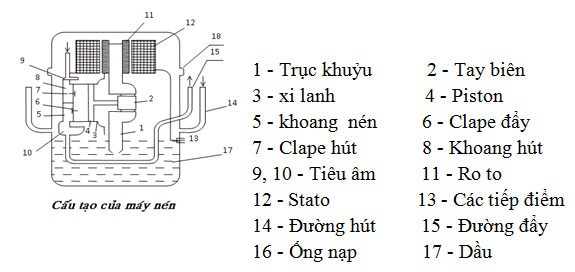 11
12
18
15
9
8
7
6
5
10
4
3
2
1
14
13
17
Cấu tạo của máy nén
1 - Trục khuỷu 2 - Tay biên
3 - xi lanh 4 - Piston
5 - khoang nén 6 - Clape đẩy
7 - Clape hút 8 - Khoang hút
9, 10 - Tiêu âm 11 - Ro to
12 - Stato 13 - Các tiếp điểm
14 - Đường hút 15 - Đường đẩy
16 - Ống nạp 17 - Dầu